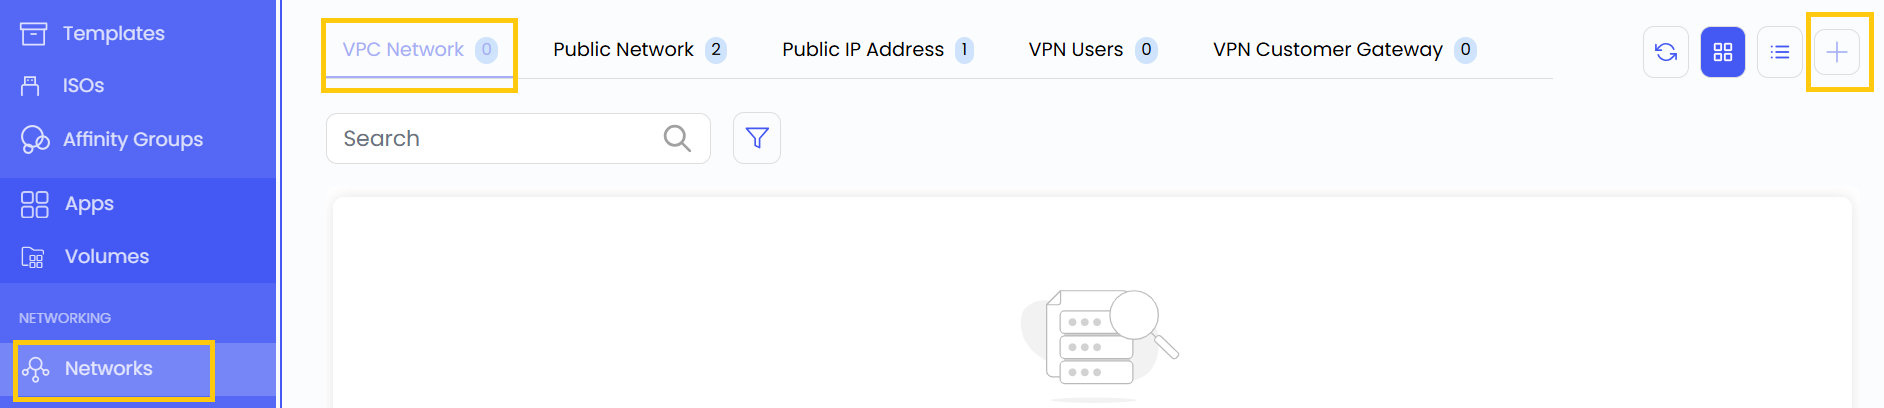 Templates
ISOs
Affinity Groups
Apps
Volumes
NETWORKING
Networks
VPC Network 0 Public Network 2 Public IP Address 1 VPN Users 0 VPN Customer Gateway 0
Search